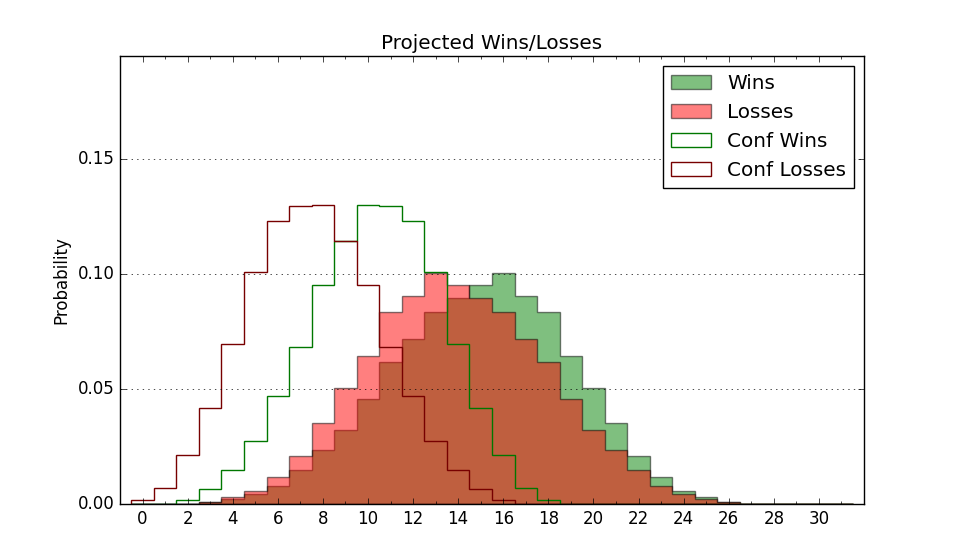 Projected Wins/Losses
Wins
Losses
Conf Wins
Conf Losses
Probability
0.15
0.10
0.05
0.00
0 2 4 6 8 10 12 14 16 18 20 22 24 26 28 30